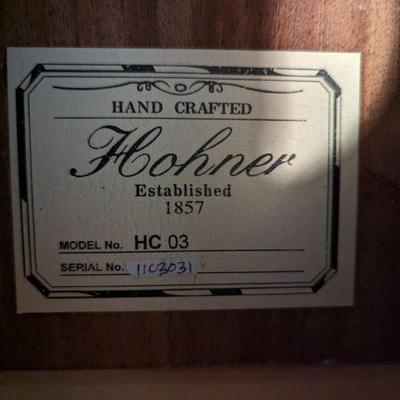 HAND CRAFTED
Hohner
Established
1857
MODEL No. HC 03
SERIAL No. 11C3031